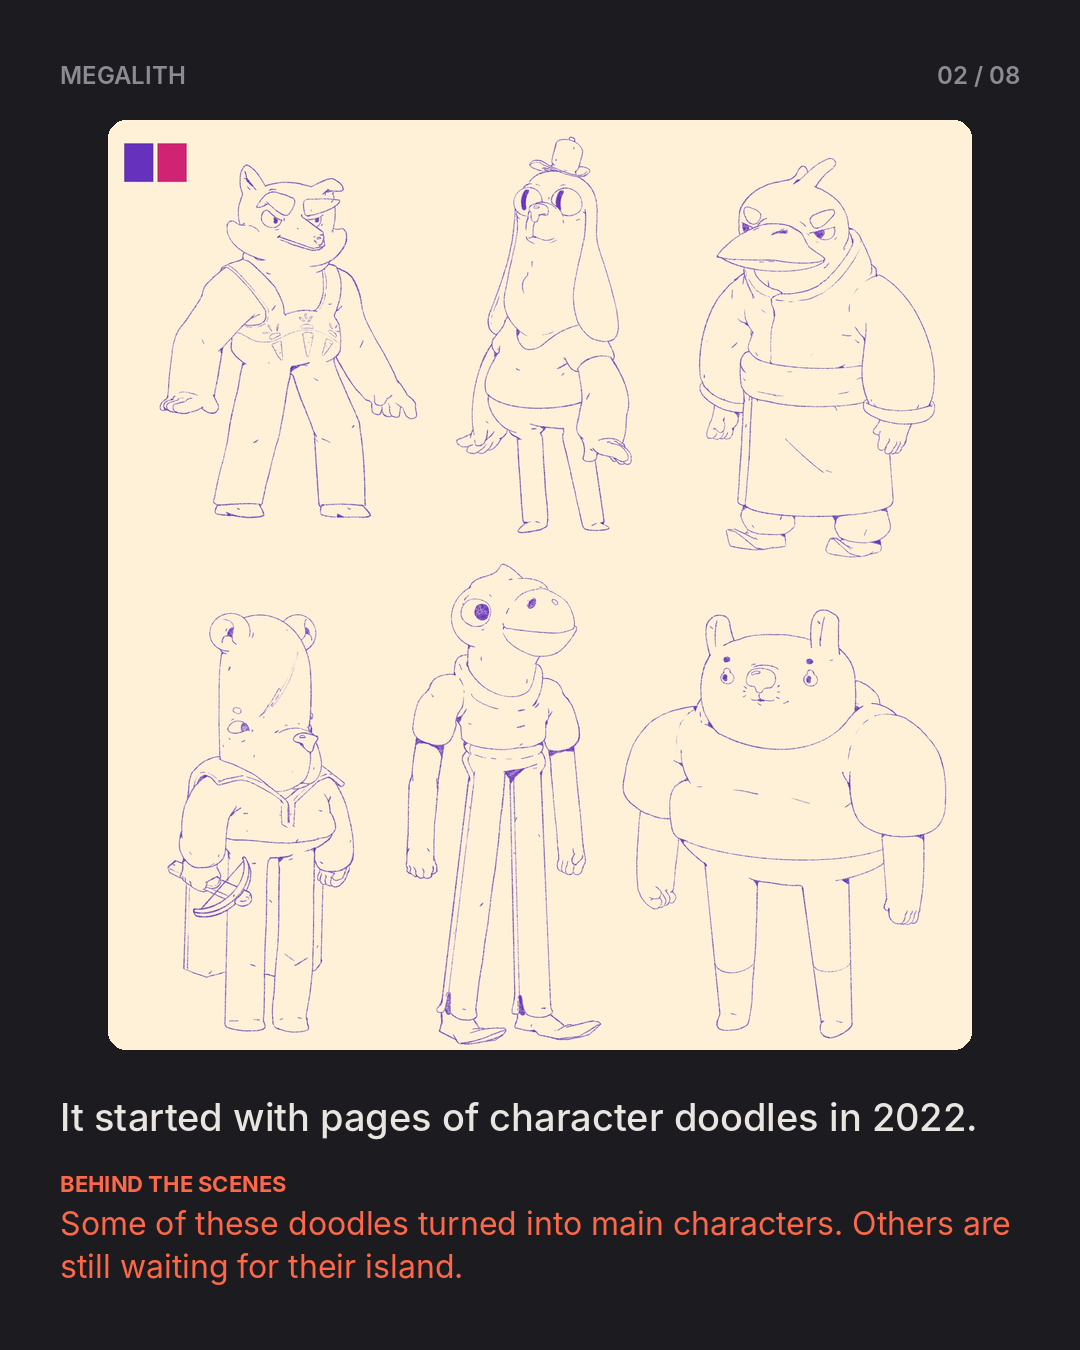 MEGALITH
02 / 08
It started with pages of character doodles in 2022.
BEHIND THE SCENES
Some of these doodles turned into main characters. Others are
still waiting for their island.